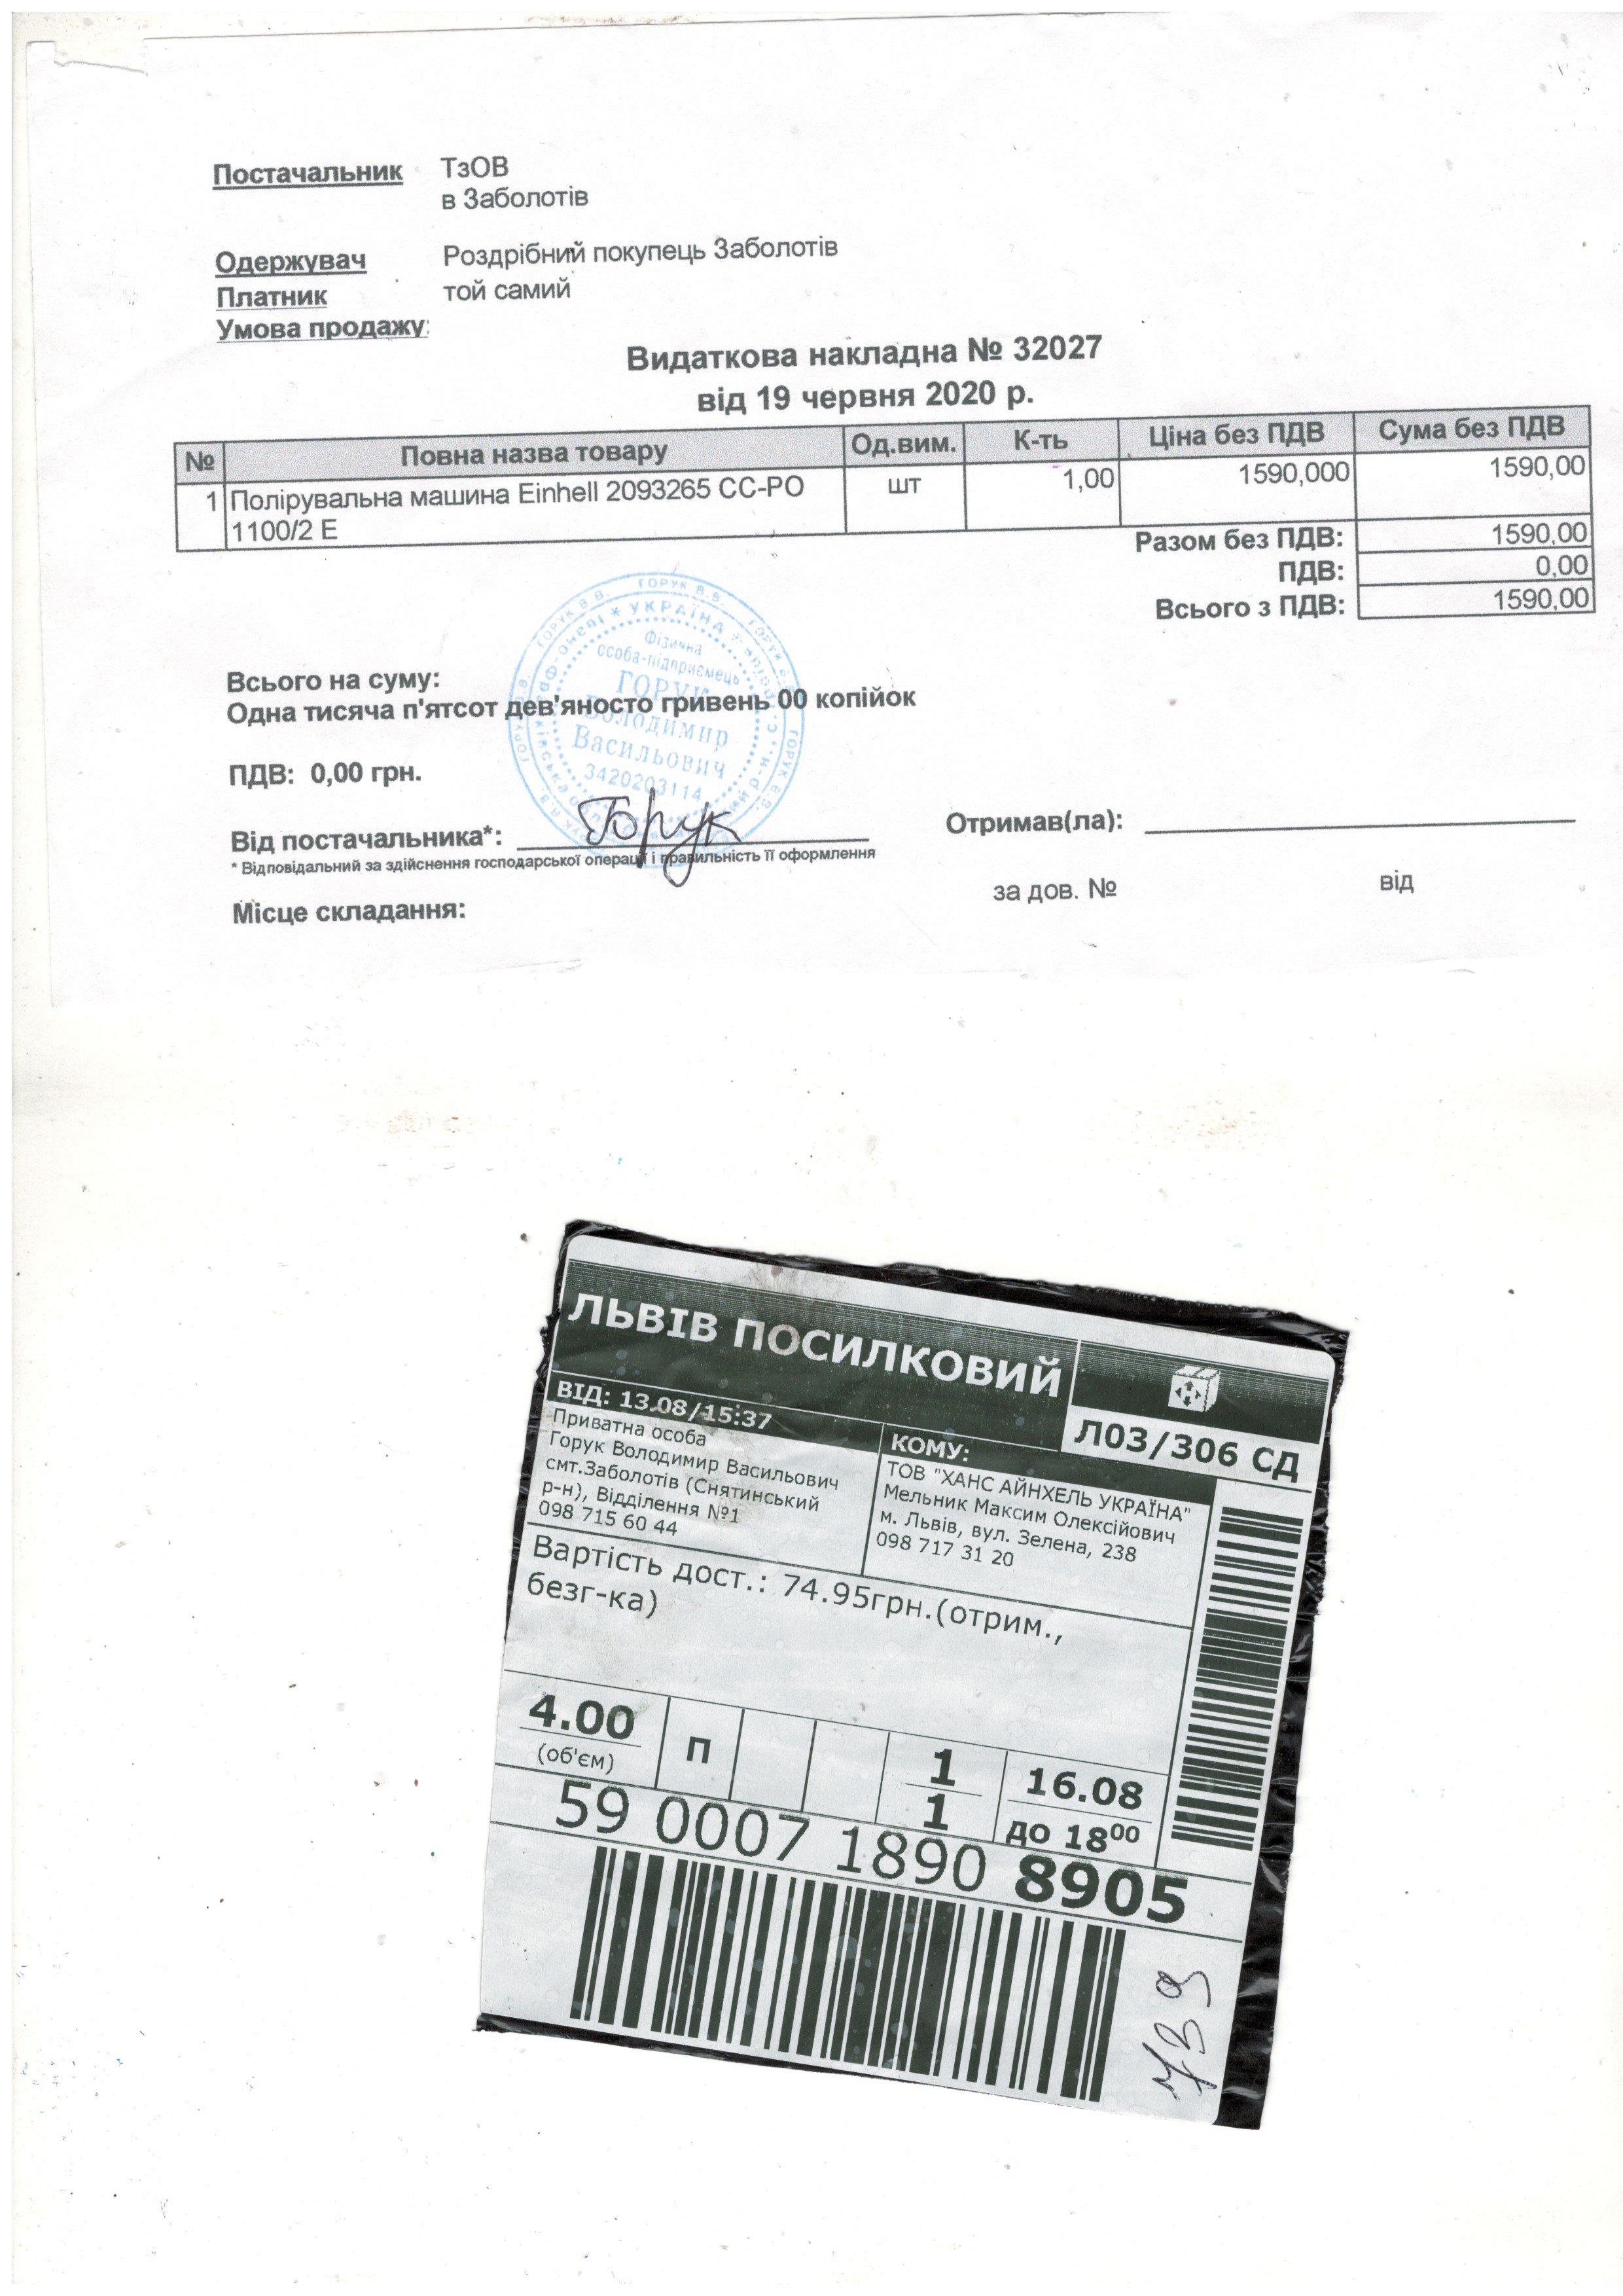 Постачальник ТзОВ
в Заболотів
Одержувач Роздрібний покупець Заболотів
Платник той самий
Умова продажу:
Видаткова накладна № 32027
від 19 червня 2020 р.
№ Повна назва товару Од.вим. К-ть Ціна без ПДВ Сума без ПДВ
1 Полірувальна машина Einhell 2093265 CC-PO шт 1,00 1590,000 1590,00
1100/2 E
Разом без ПДВ: 1590,00
ПДВ: 0,00
Всього з ПДВ: 1590,00
УКРАЇНА
Фізична
особа-підприємець
ГОРУК
Володимир
Васильович
3420203114
Всього на суму:
Одна тисяча п'ятсот дев'яносто гривень 00 копійок
ПДВ: 0,00 грн.
Від постачальника*: Горук Отримав(ла):
* Відповідальний за здійснення господарської операції і правильність її оформлення
за дов. № від
Місце складання:
ЛЬВІВ ПОСИЛКОВИЙ
Л03/306 СД
ВІД: 13.08/15:37
Приватна особа
Горук Володимир Васильович
смт.Заболотів (Снятинський
р-н), Відділення №1
098 715 60 44
КОМУ:
ТОВ "ХАНС АЙНХЕЛЬ УКРАЇНА"
Мельник Максим Олексійович
м. Львів, вул. Зелена, 238
098 717 31 20
Вартість дост.: 74.95грн.(отрим.,
безг-ка)
4.00 П 1 16.08
(об'єм) 1 до 18⁰⁰
59 0007 1890 8905